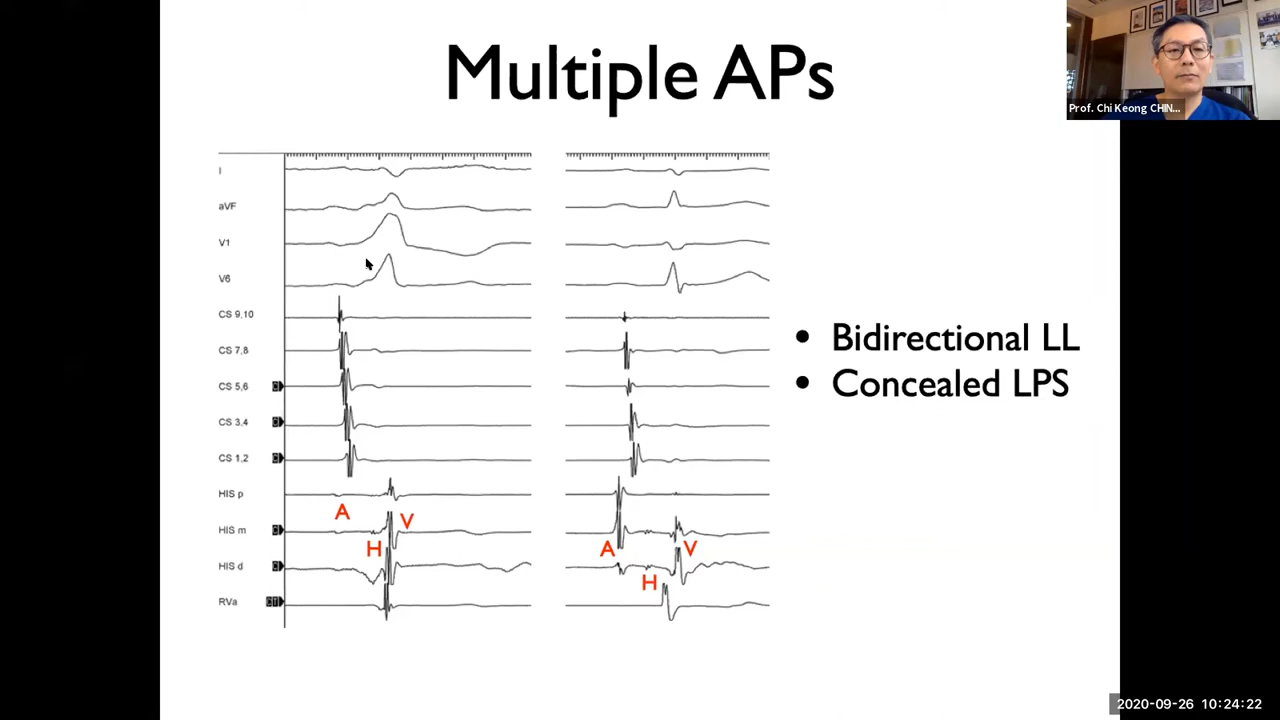 Multiple APs
Prof. Chi Keong CHIN...
I
aVF
V1
V6
CS 9,10
CS 7,8
CS 5,6
CS 3,4
CS 1,2
HIS p
HIS m
HIS d
RVa
A
H
V
A
H
V
• Bidirectional LL
• Concealed LPS
2020-09-26 10:24:22